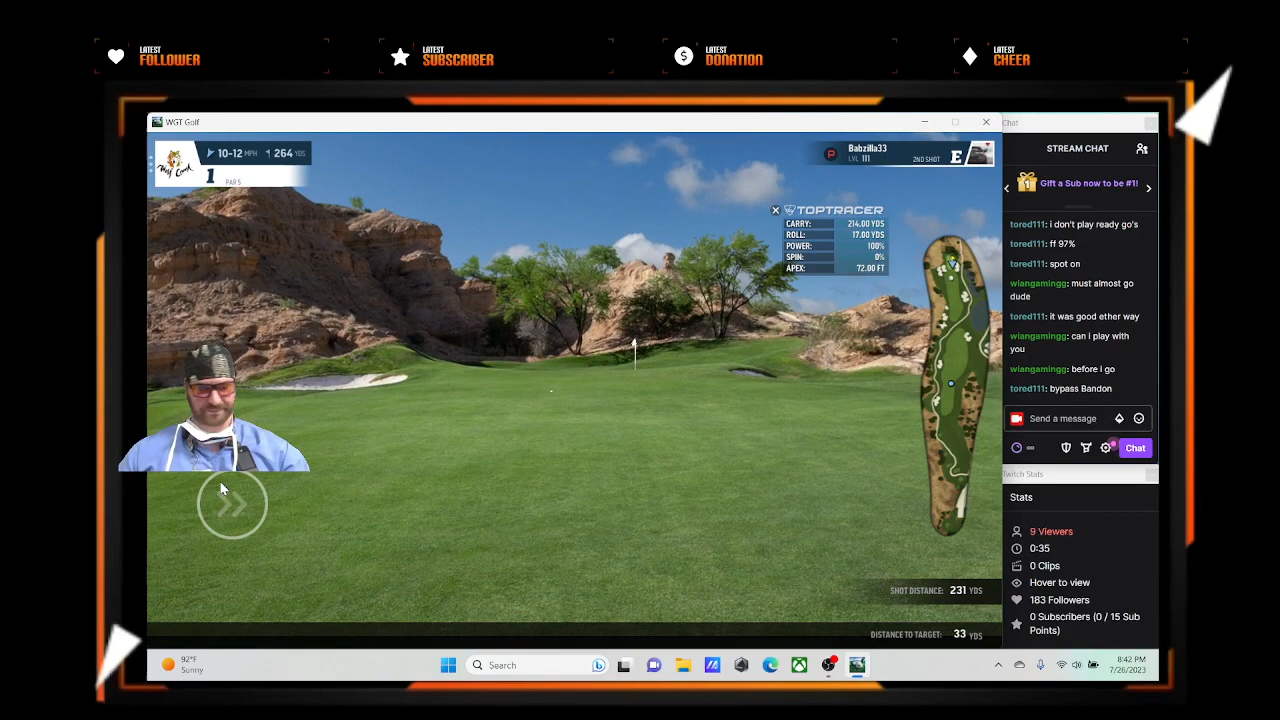 LATEST
FOLLOWER
LATEST
SUBSCRIBER
LATEST
DONATION
LATEST
CHEER
WGT Golf
Wolf Creek
10-12 MPH 264 YDS
1 PAR 5
P Babzilla33
LVL 111 2ND SHOT E
TOPTRACER
CARRY: 214.00 YDS
ROLL: 17.00 YDS
POWER: 100%
SPIN: 0%
APEX: 72.00 FT
SHOT DISTANCE: 231 YDS
DISTANCE TO TARGET: 33 YDS
Chat
STREAM CHAT
1 Gift a Sub now to be #1!
tored111: i don't play ready go's
tored111: ff 97%
tored111: spot on
wiangamingg: must almost go
dude
tored111: it was good ether way
wiangamingg: can i play with
you
wiangamingg: before i go
tored111: bypass Bandon
Send a message
Chat
Twitch Stats
Stats
9 Viewers
0:35
0 Clips
Hover to view
183 Followers
0 Subscribers (0 / 15 Sub
Points)
92°F
Sunny
Search
8:42 PM
7/26/2023